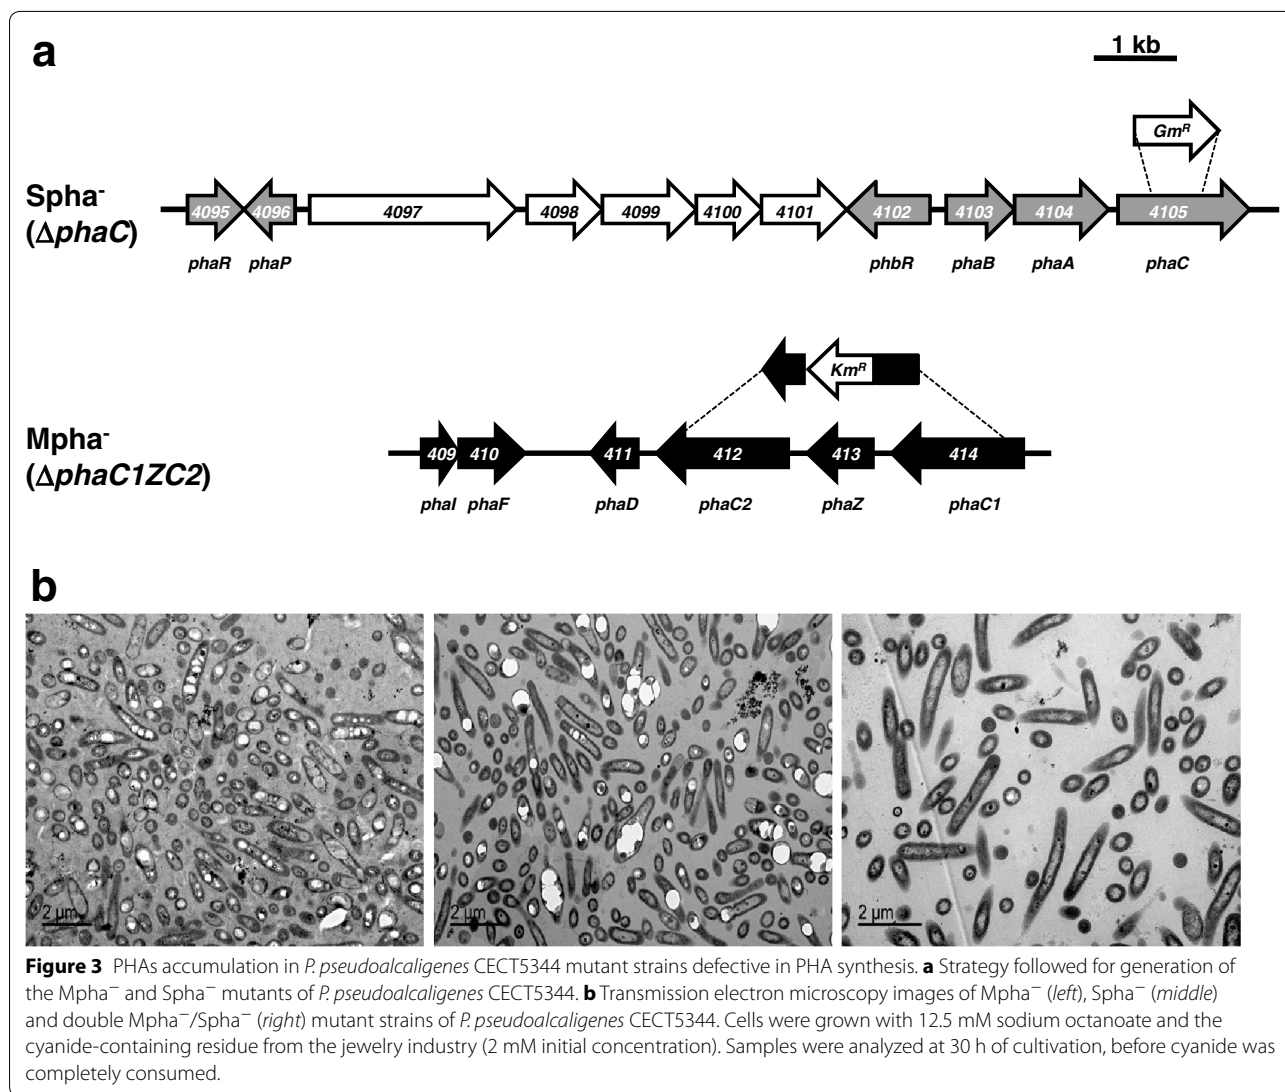 a
1 kb
Gmᴿ
Spha⁻
(ΔphaC)
4095 4096 4097 4098 4099 4100 4101 4102 4103 4104 4105
phaR phaP phbR phaB phaA phaC
Kmᴿ
Mpha⁻
(ΔphaC1ZC2)
409 410 411 412 413 414
phaI phaF phaD phaC2 phaZ phaC1
b
2 µm 2 µm 2 µm
Figure 3 PHAs accumulation in P. pseudoalcaligenes CECT5344 mutant strains defective in PHA synthesis. a Strategy followed for generation of
the Mpha⁻ and Spha⁻ mutants of P. pseudoalcaligenes CECT5344. b Transmission electron microscopy images of Mpha⁻ (left), Spha⁻ (middle)
and double Mpha⁻/Spha⁻ (right) mutant strains of P. pseudoalcaligenes CECT5344. Cells were grown with 12.5 mM sodium octanoate and the
cyanide-containing residue from the jewelry industry (2 mM initial concentration). Samples were analyzed at 30 h of cultivation, before cyanide was
completely consumed.